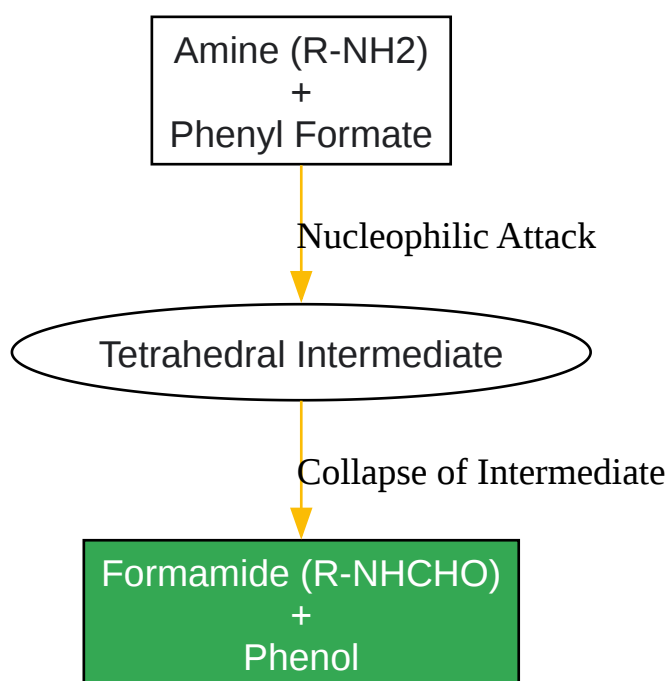 Amine (R-NH2)
+
Phenyl Formate
Nucleophilic Attack
Tetrahedral Intermediate
Collapse of Intermediate
Formamide (R-NHCHO)
+
Phenol